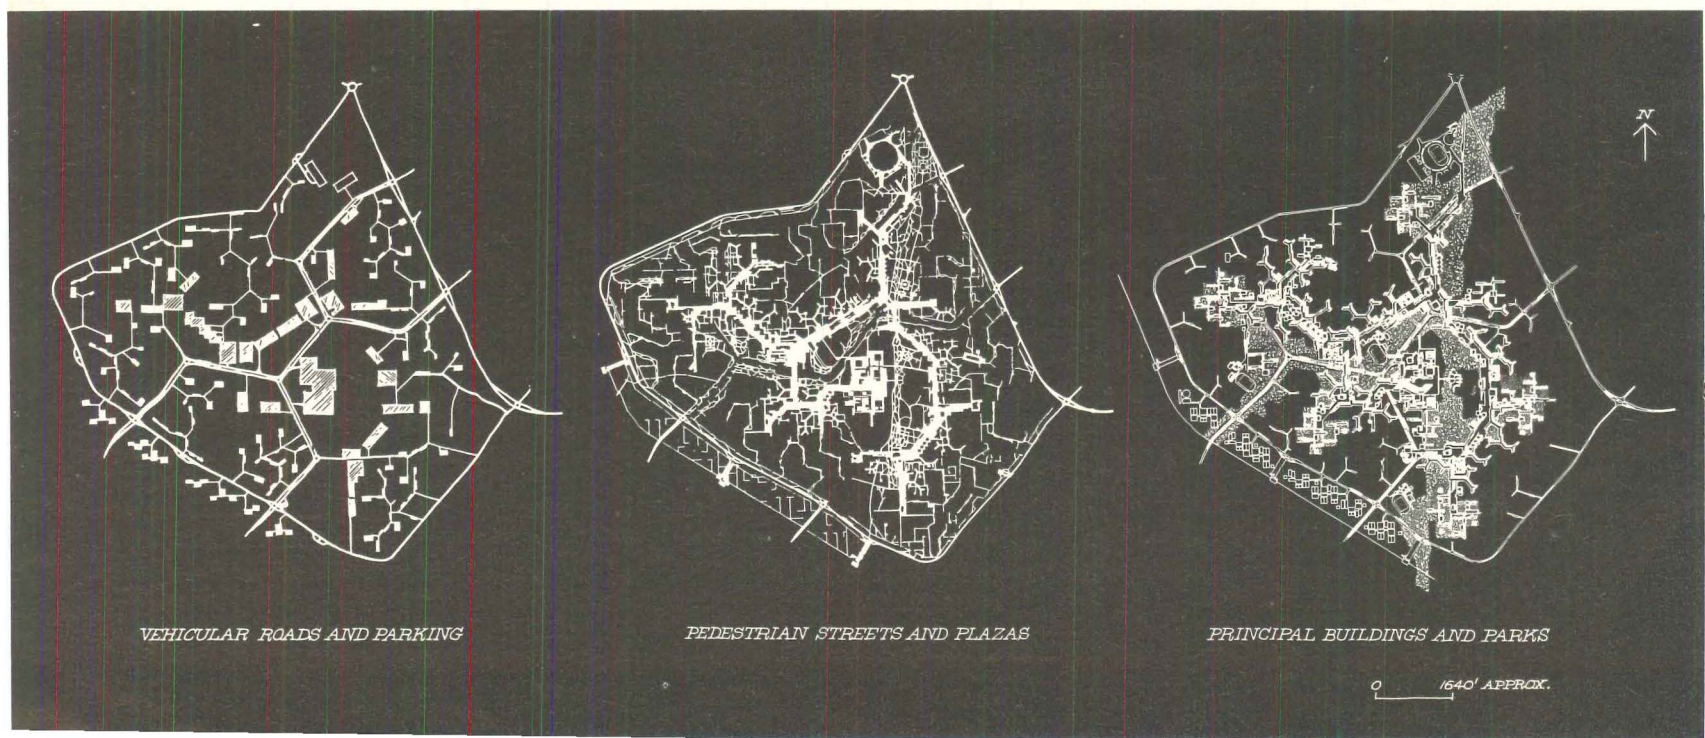 N
VEHICULAR ROADS AND PARKING
PEDESTRIAN STREETS AND PLAZAS
PRINCIPAL BUILDINGS AND PARKS
0 1640' APPROX.